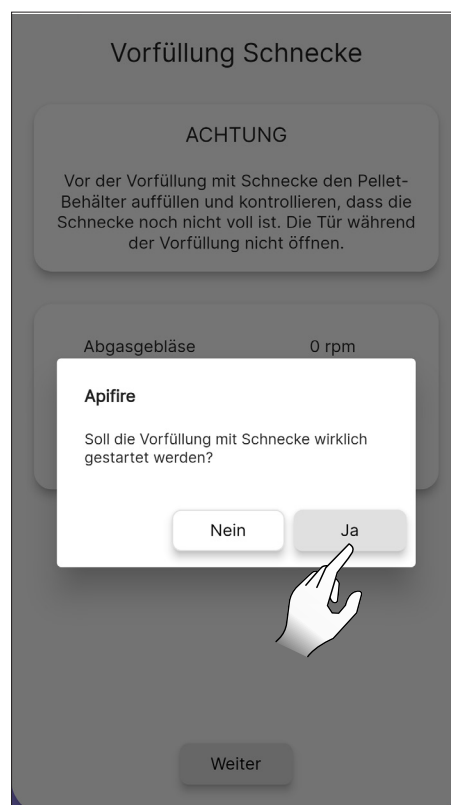 Vorfüllung Schnecke
ACHTUNG
Vor der Vorfüllung mit Schnecke den Pellet-
Behälter auffüllen und kontrollieren, dass die
Schnecke noch nicht voll ist. Die Tür während
der Vorfüllung nicht öffnen.
Abgasgebläse 0 rpm
Apifire
Soll die Vorfüllung mit Schnecke wirklich
gestartet werden?
Nein Ja
Weiter